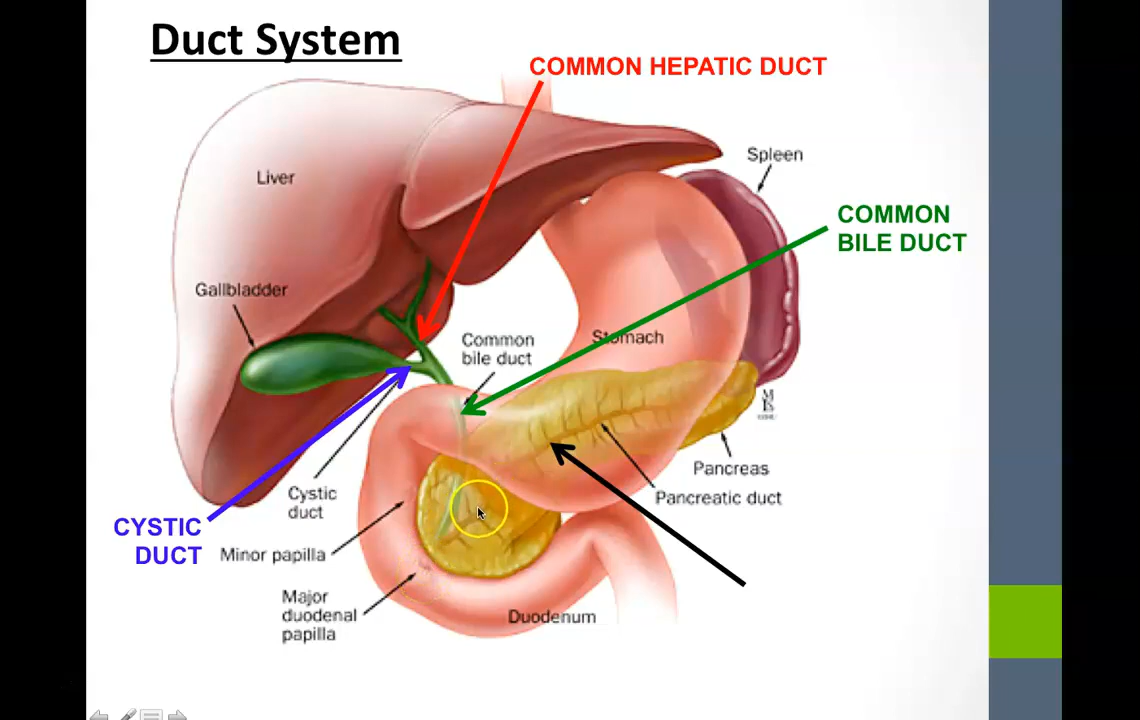 Duct System
COMMON HEPATIC DUCT
Spleen
Liver
COMMON
BILE DUCT
Gallbladder
Common
bile duct
Stomach
Pancreas
Cystic
duct
Pancreatic duct
CYSTIC
DUCT
Minor papilla
Major
duodenal
papilla
Duodenum